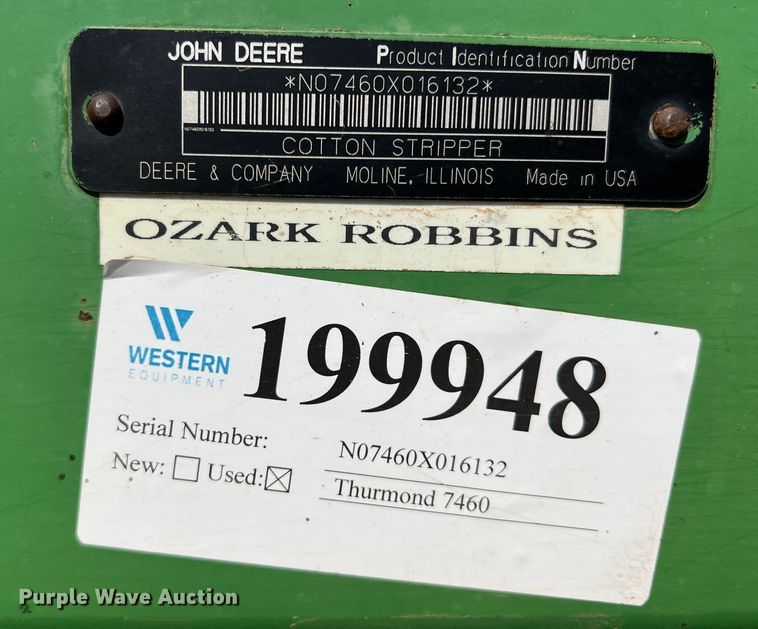 JOHN DEERE Product Identification Number
*N07460X016132*
N07460X016132
COTTON STRIPPER
DEERE & COMPANY MOLINE, ILLINOIS Made in USA
OZARK ROBBINS
W
WESTERN
EQUIPMENT
199948
Serial Number: N07460X016132
New: Used: Thurmond 7460
Purple Wave Auction